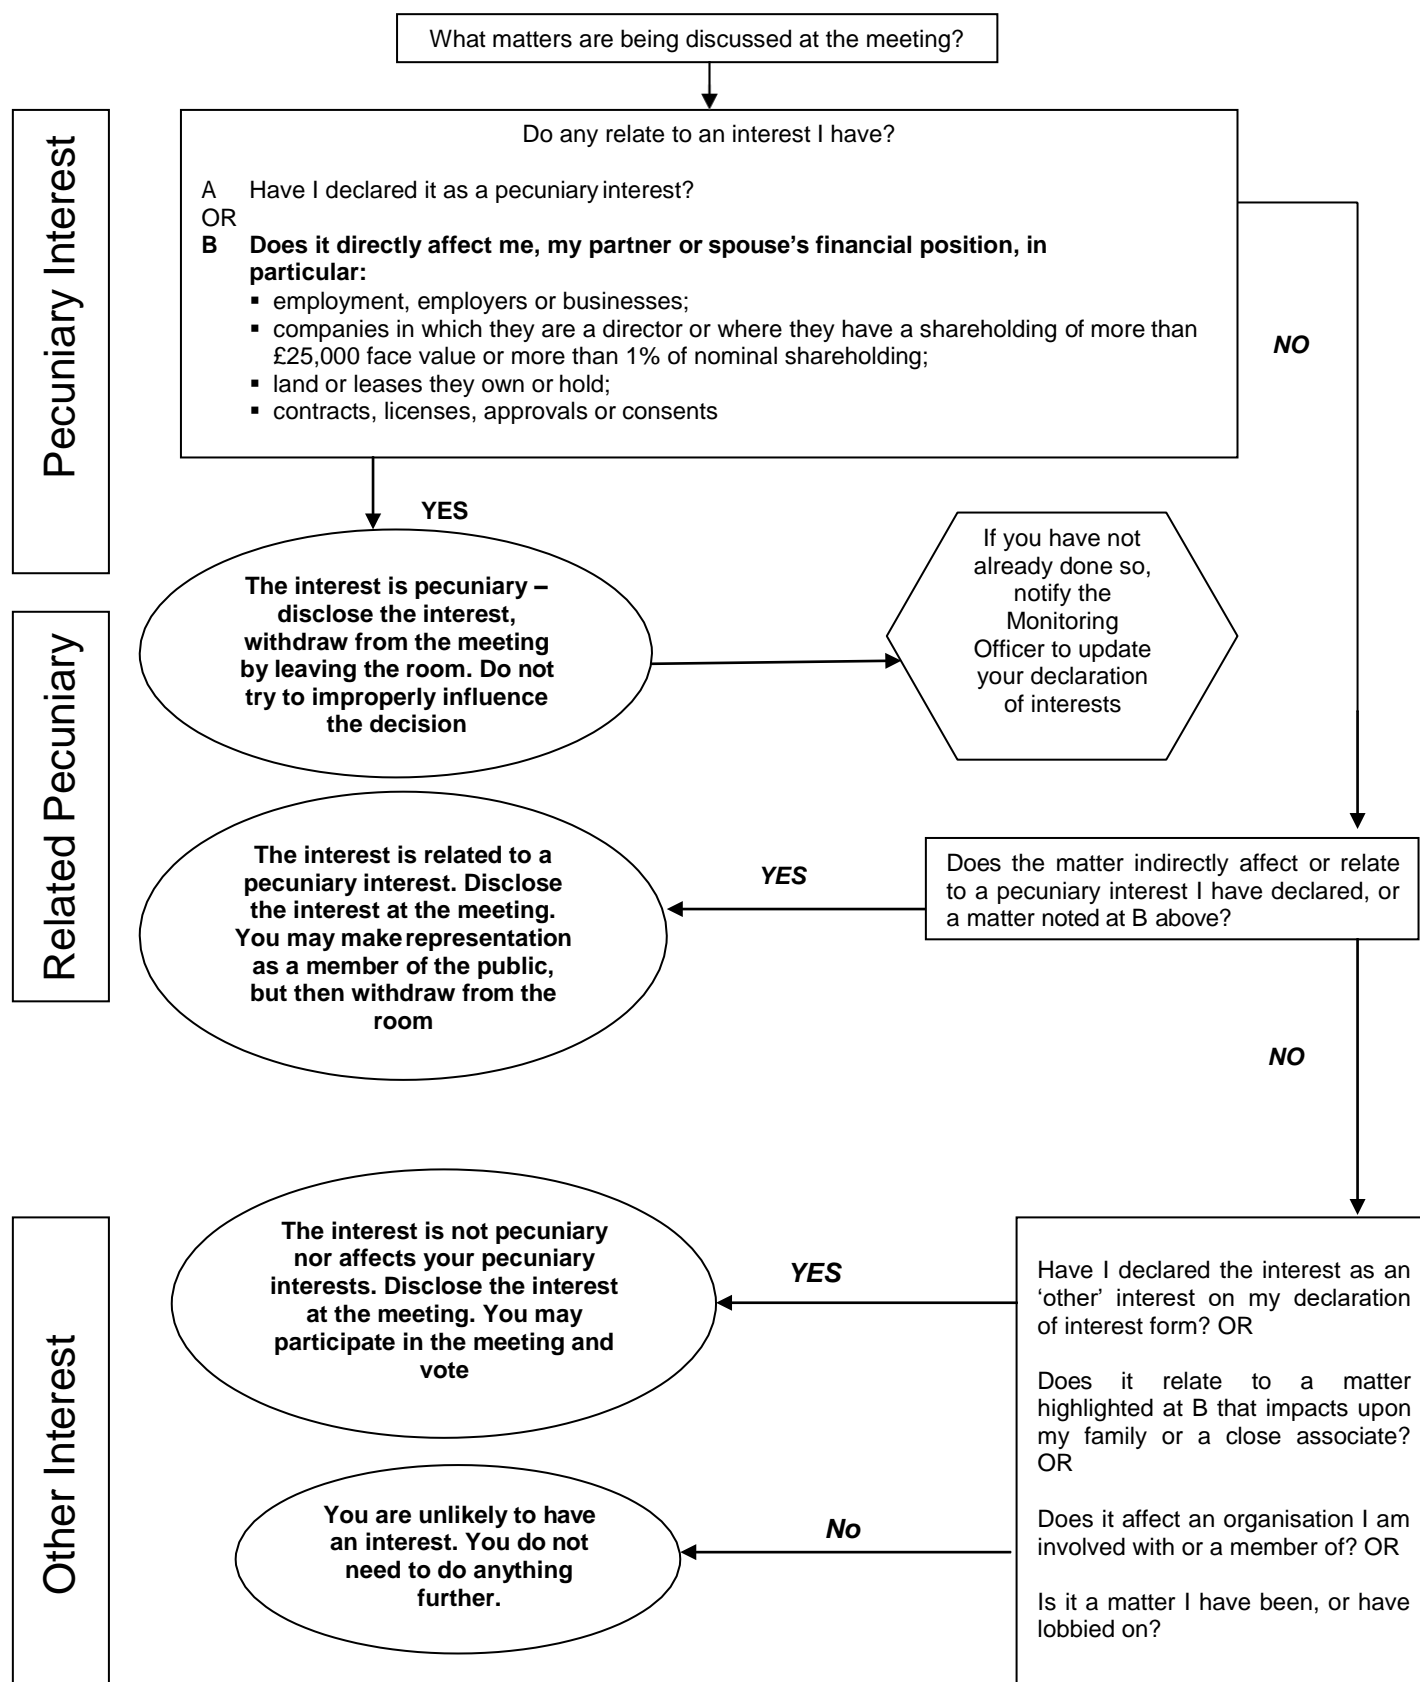 What matters are being discussed at the meeting?
Pecuniary Interest
Do any relate to an interest I have?
A Have I declared it as a pecuniary interest?
OR
B Does it directly affect me, my partner or spouse's financial position, in
particular:
▪ employment, employers or businesses;
▪ companies in which they are a director or where they have a shareholding of more than
£25,000 face value or more than 1% of nominal shareholding;
▪ land or leases they own or hold;
▪ contracts, licenses, approvals or consents
NO
YES
The interest is pecuniary –
disclose the interest,
withdraw from the meeting
by leaving the room. Do not
try to improperly influence
the decision
If you have not
already done so,
notify the
Monitoring
Officer to update
your declaration
of interests
Related Pecuniary
The interest is related to a
pecuniary interest. Disclose
the interest at the meeting.
You may make representation
as a member of the public,
but then withdraw from the
room
YES
Does the matter indirectly affect or relate
to a pecuniary interest I have declared, or
a matter noted at B above?
NO
Other Interest
The interest is not pecuniary
nor affects your pecuniary
interests. Disclose the interest
at the meeting. You may
participate in the meeting and
vote
YES
Have I declared the interest as an
‘other’ interest on my declaration
of interest form? OR
Does it relate to a matter
highlighted at B that impacts upon
my family or a close associate?
OR
Does it affect an organisation I am
involved with or a member of? OR
Is it a matter I have been, or have
lobbied on?
No
You are unlikely to have
an interest. You do not
need to do anything
further.